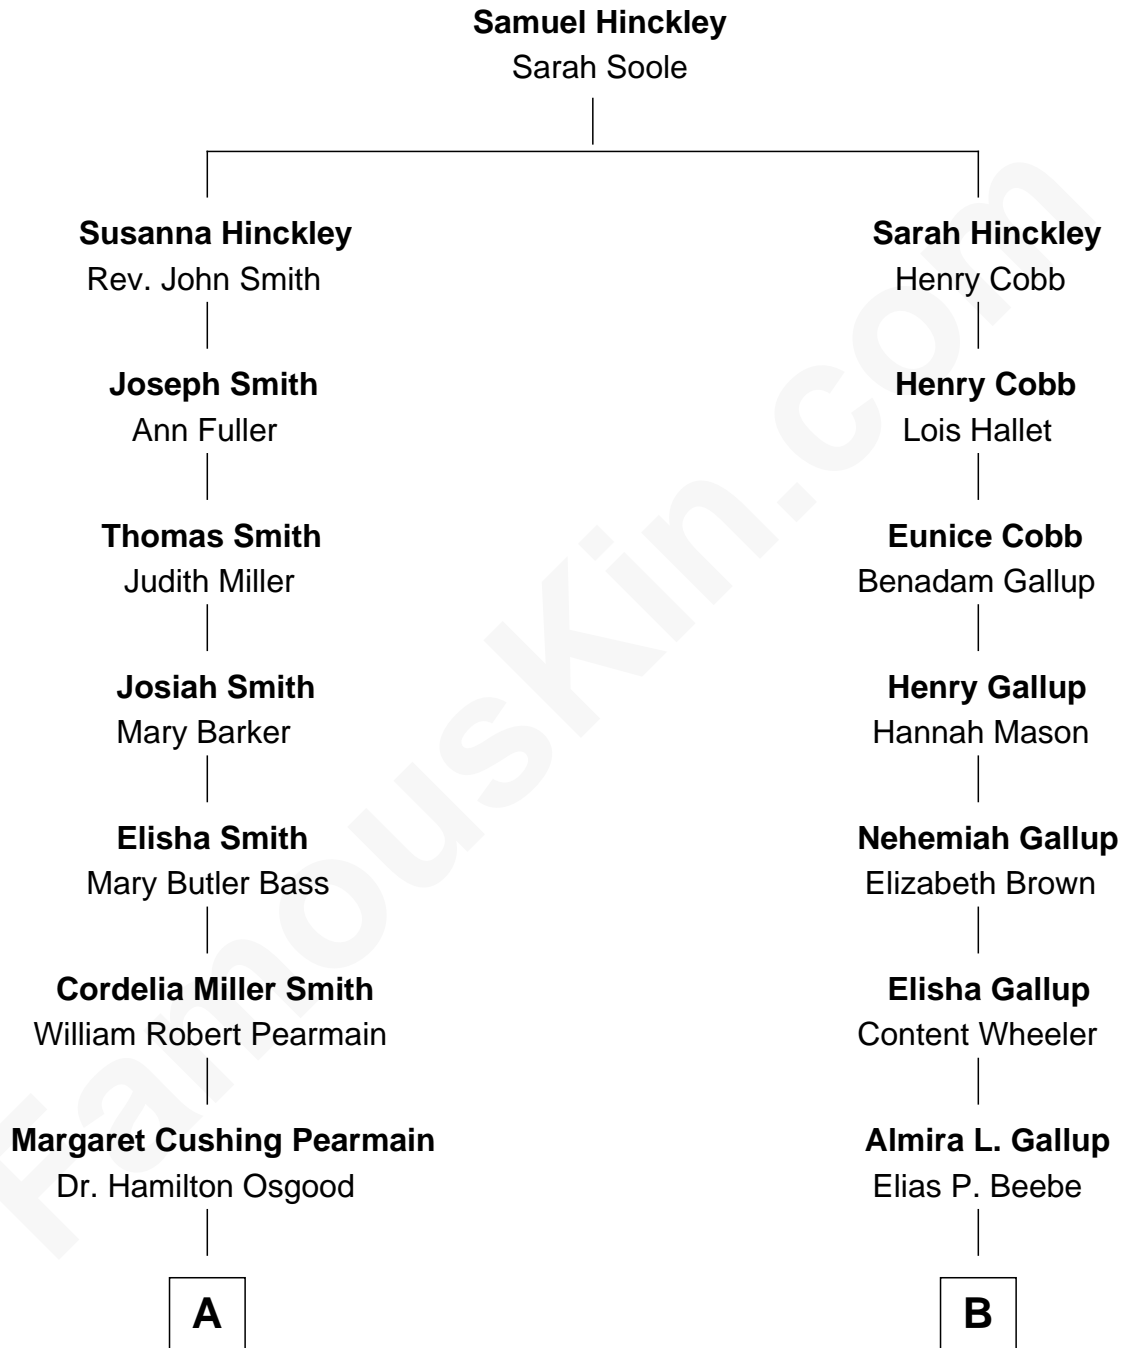 Samuel Hinckley
Sarah Soole
Susanna Hinckley
Rev. John Smith
Sarah Hinckley
Henry Cobb
Joseph Smith
Ann Fuller
Henry Cobb
Lois Hallet
Thomas Smith
Judith Miller
Eunice Cobb
Benadam Gallup
Josiah Smith
Mary Barker
Henry Gallup
Hannah Mason
Elisha Smith
Mary Butler Bass
Nehemiah Gallup
Elizabeth Brown
Cordelia Miller Smith
William Robert Pearmain
Elisha Gallup
Content Wheeler
Margaret Cushing Pearmain
Dr. Hamilton Osgood
Almira L. Gallup
Elias P. Beebe
A
B
FamousKin.com